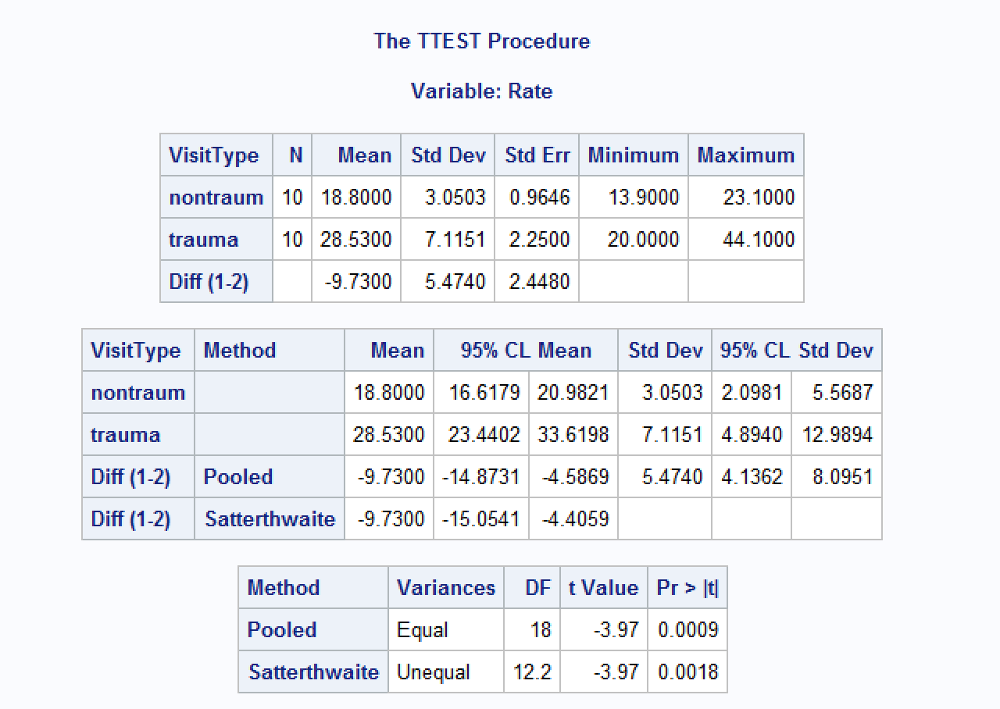 The TTEST Procedure
Variable: Rate
VisitType N Mean Std Dev Std Err Minimum Maximum
nontraum 10 18.8000 3.0503 0.9646 13.9000 23.1000
trauma 10 28.5300 7.1151 2.2500 20.0000 44.1000
Diff (1-2) -9.7300 5.4740 2.4480
VisitType Method Mean 95% CL Mean Std Dev 95% CL Std Dev
nontraum 18.8000 16.6179 20.9821 3.0503 2.0981 5.5687
trauma 28.5300 23.4402 33.6198 7.1151 4.8940 12.9894
Diff (1-2) Pooled -9.7300 -14.8731 -4.5869 5.4740 4.1362 8.0951
Diff (1-2) Satterthwaite -9.7300 -15.0541 -4.4059
Method Variances DF t Value Pr > |t|
Pooled Equal 18 -3.97 0.0009
Satterthwaite Unequal 12.2 -3.97 0.0018